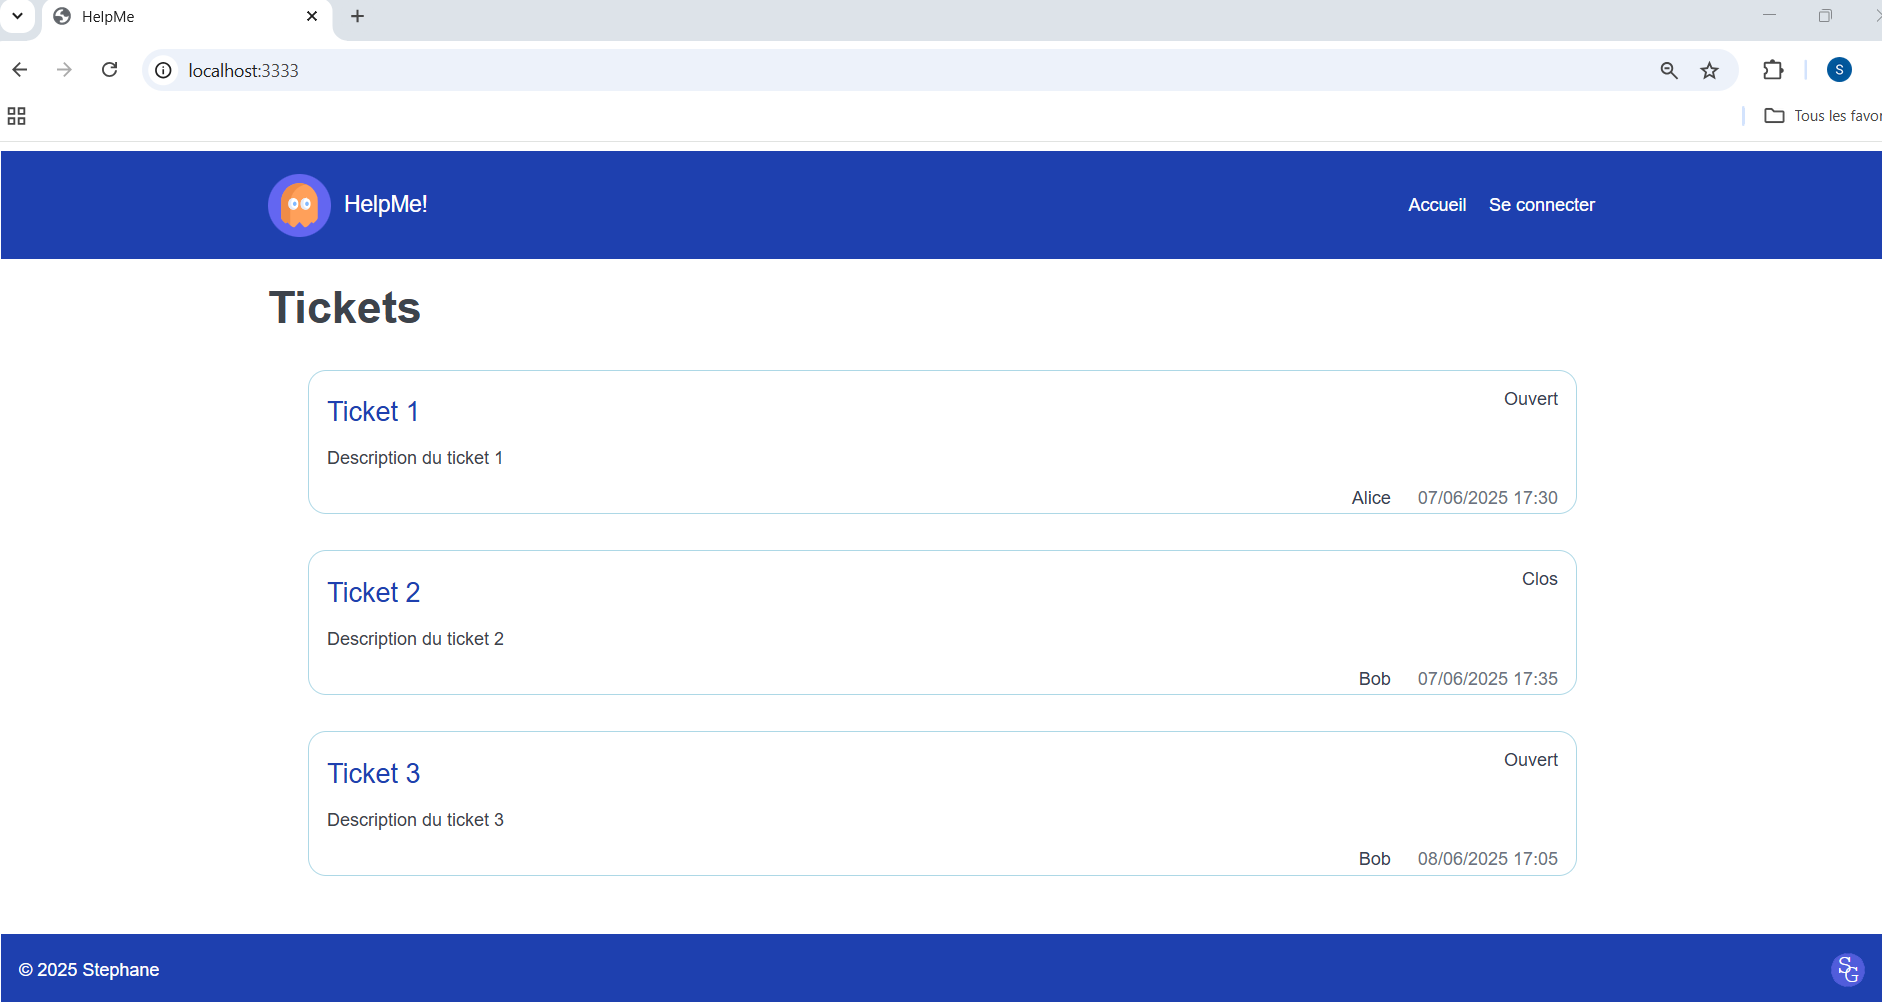 HelpMe
localhost:3333
S
Tous les favor
HelpMe!
Accueil Se connecter
Tickets
Ticket 1
Ouvert
Description du ticket 1
Alice 07/06/2025 17:30
Ticket 2
Clos
Description du ticket 2
Bob 07/06/2025 17:35
Ticket 3
Ouvert
Description du ticket 3
Bob 08/06/2025 17:05
© 2025 Stephane
SG